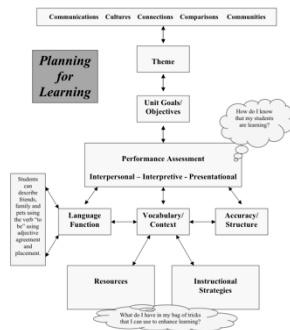 Communications Cultures Connections Comparisons Communities
Planning
for
Learning
Theme
Unit Goals/
Objectives
How do I know
that my students
are learning?
Performance Assessment
Interpersonal – Interpretive - Presentational
Students
can
describe
friends,
family and
pets using
the verb "to
be" using
adjective
agreement
and
placement.
Language
Function
Vocabulary/
Context
Accuracy/
Structure
Resources
Instructional
Strategies
What do I have in my bag of tricks
that I can use to enhance learning?